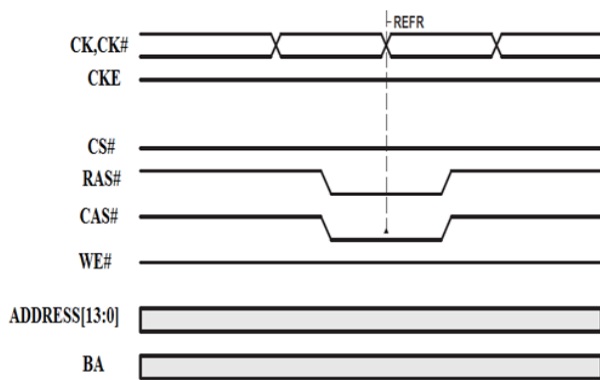 REFR
CK,CK#
CKE
CS#
RAS#
CAS#
WE#
ADDRESS[13:0]
BA